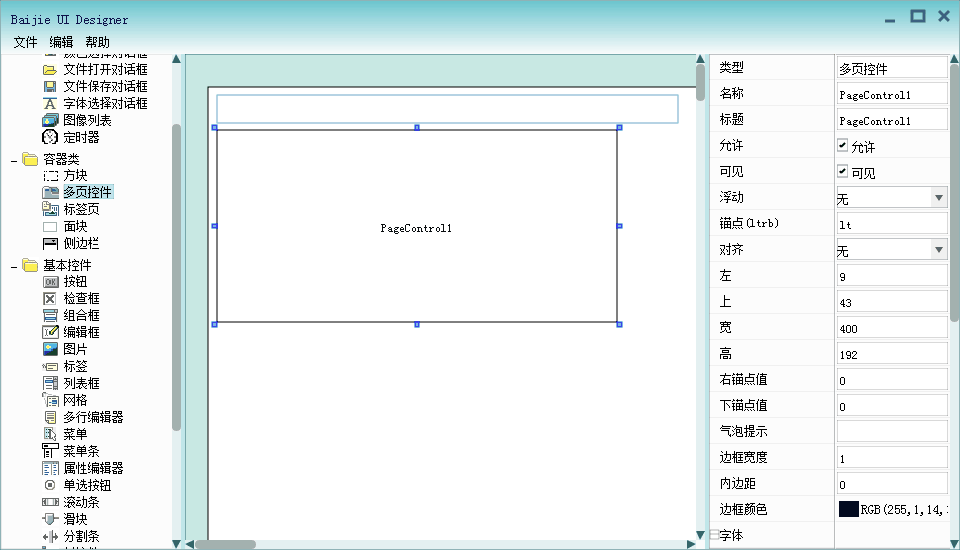 Baijie UI Designer
文件 编辑 帮助
颜色选择对话框
文件打开对话框
文件保存对话框
字体选择对话框
图像列表
定时器
容器类
方块
多页控件
标签页
面块
侧边栏
基本控件
按钮
检查框
组合框
编辑框
图片
标签
列表框
网格
多行编辑器
菜单
菜单条
属性编辑器
单选按钮
滚动条
滑块
分割条
PageControl1
类型 多页控件
名称 PageControl1
标题 PageControl1
允许 允许
可见 可见
浮动 无
锚点(ltrb) lt
对齐 无
左 9
上 43
宽 400
高 192
右锚点值 0
下锚点值 0
气泡提示
边框宽度 1
内边距 0
边框颜色 RGB(255,1,14,
字体